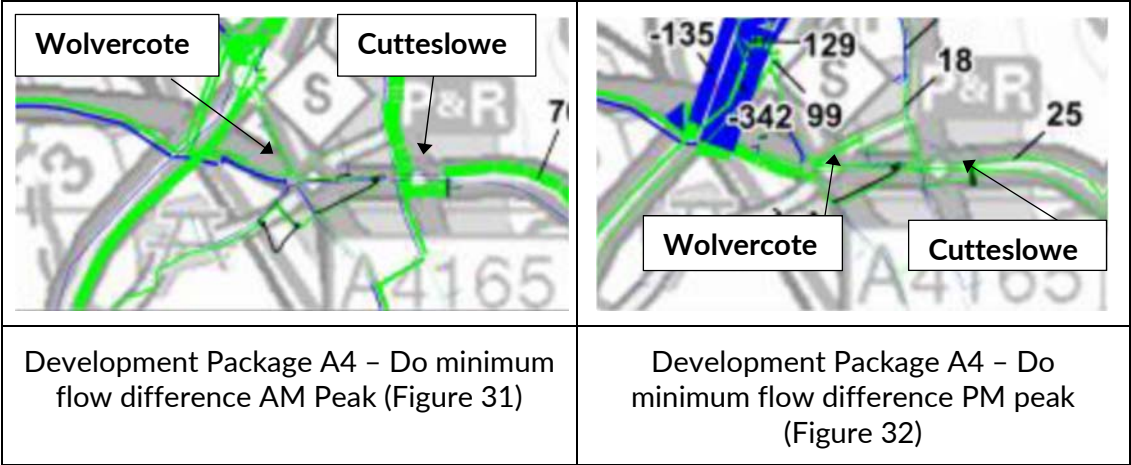 Wolvercote
Cutteslowe
S
P&R
A4165
-135
129
18
S
P&R
-342
99
25
Wolvercote
Cutteslowe
Development Package A4 – Do minimum
flow difference AM Peak (Figure 31)
Development Package A4 – Do
minimum flow difference PM peak
(Figure 32)